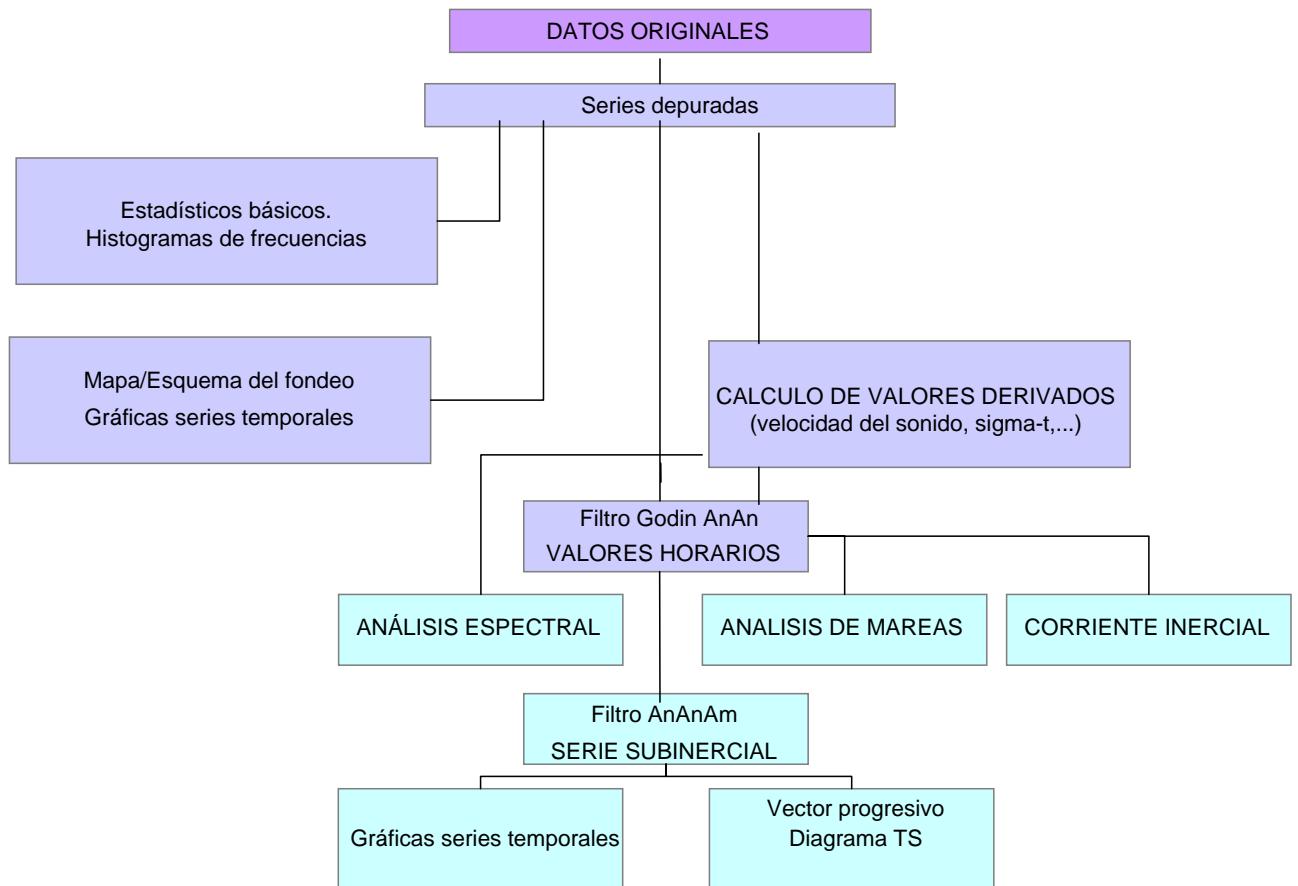 DATOS ORIGINALES
Series depuradas
Estadísticos básicos.
Histogramas de frecuencias
Mapa/Esquema del fondeo
Gráficas series temporales
CALCULO DE VALORES DERIVADOS
(velocidad del sonido, sigma-t,...)
Filtro Godin AnAn
VALORES HORARIOS
ANÁLISIS ESPECTRAL
ANALISIS DE MAREAS
CORRIENTE INERCIAL
Filtro AnAnAm
SERIE SUBINERCIAL
Gráficas series temporales
Vector progresivo
Diagrama TS